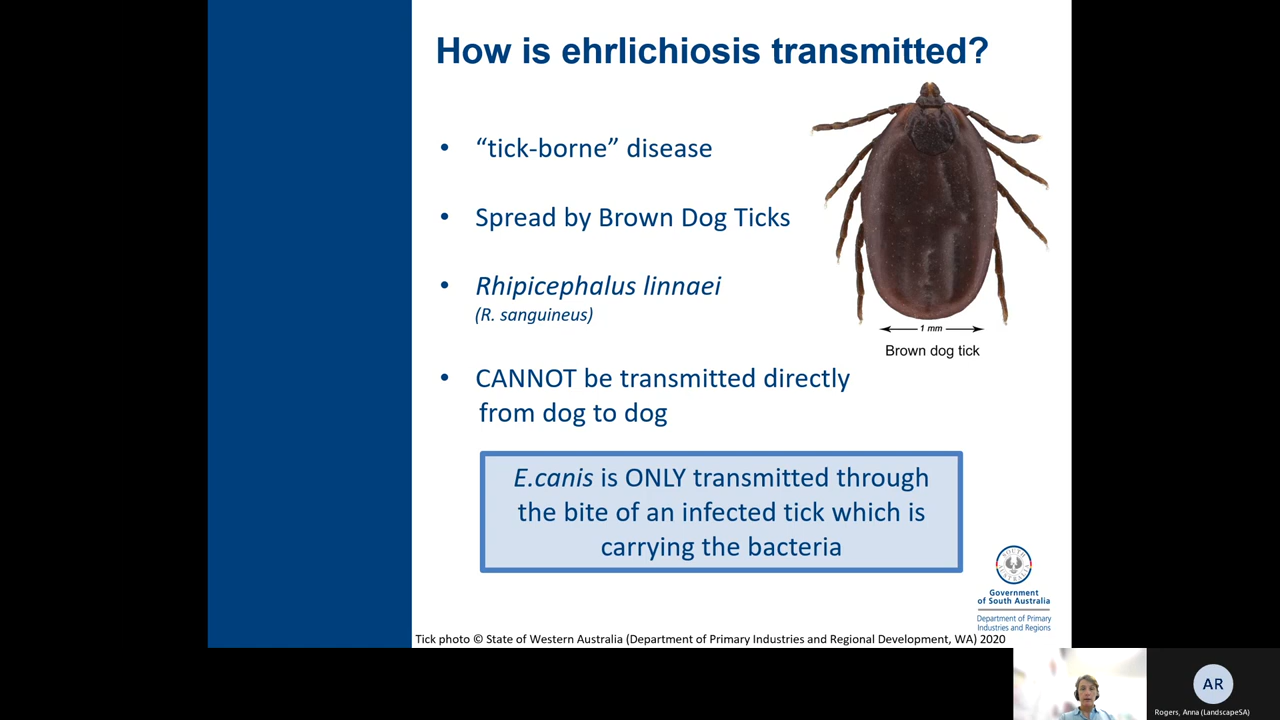 How is ehrlichiosis transmitted?
• “tick-borne” disease
• Spread by Brown Dog Ticks
• Rhipicephalus linnaei
(R. sanguineus)
1 mm
Brown dog tick
• CANNOT be transmitted directly
from dog to dog
E.canis is ONLY transmitted through
the bite of an infected tick which is
carrying the bacteria
SOUTH AUSTRALIA
Government
of South Australia
Department of Primary
Industries and Regions
Tick photo © State of Western Australia (Department of Primary Industries and Regional Development, WA) 2020
AR
Rogers, Anna (LandscapeSA)